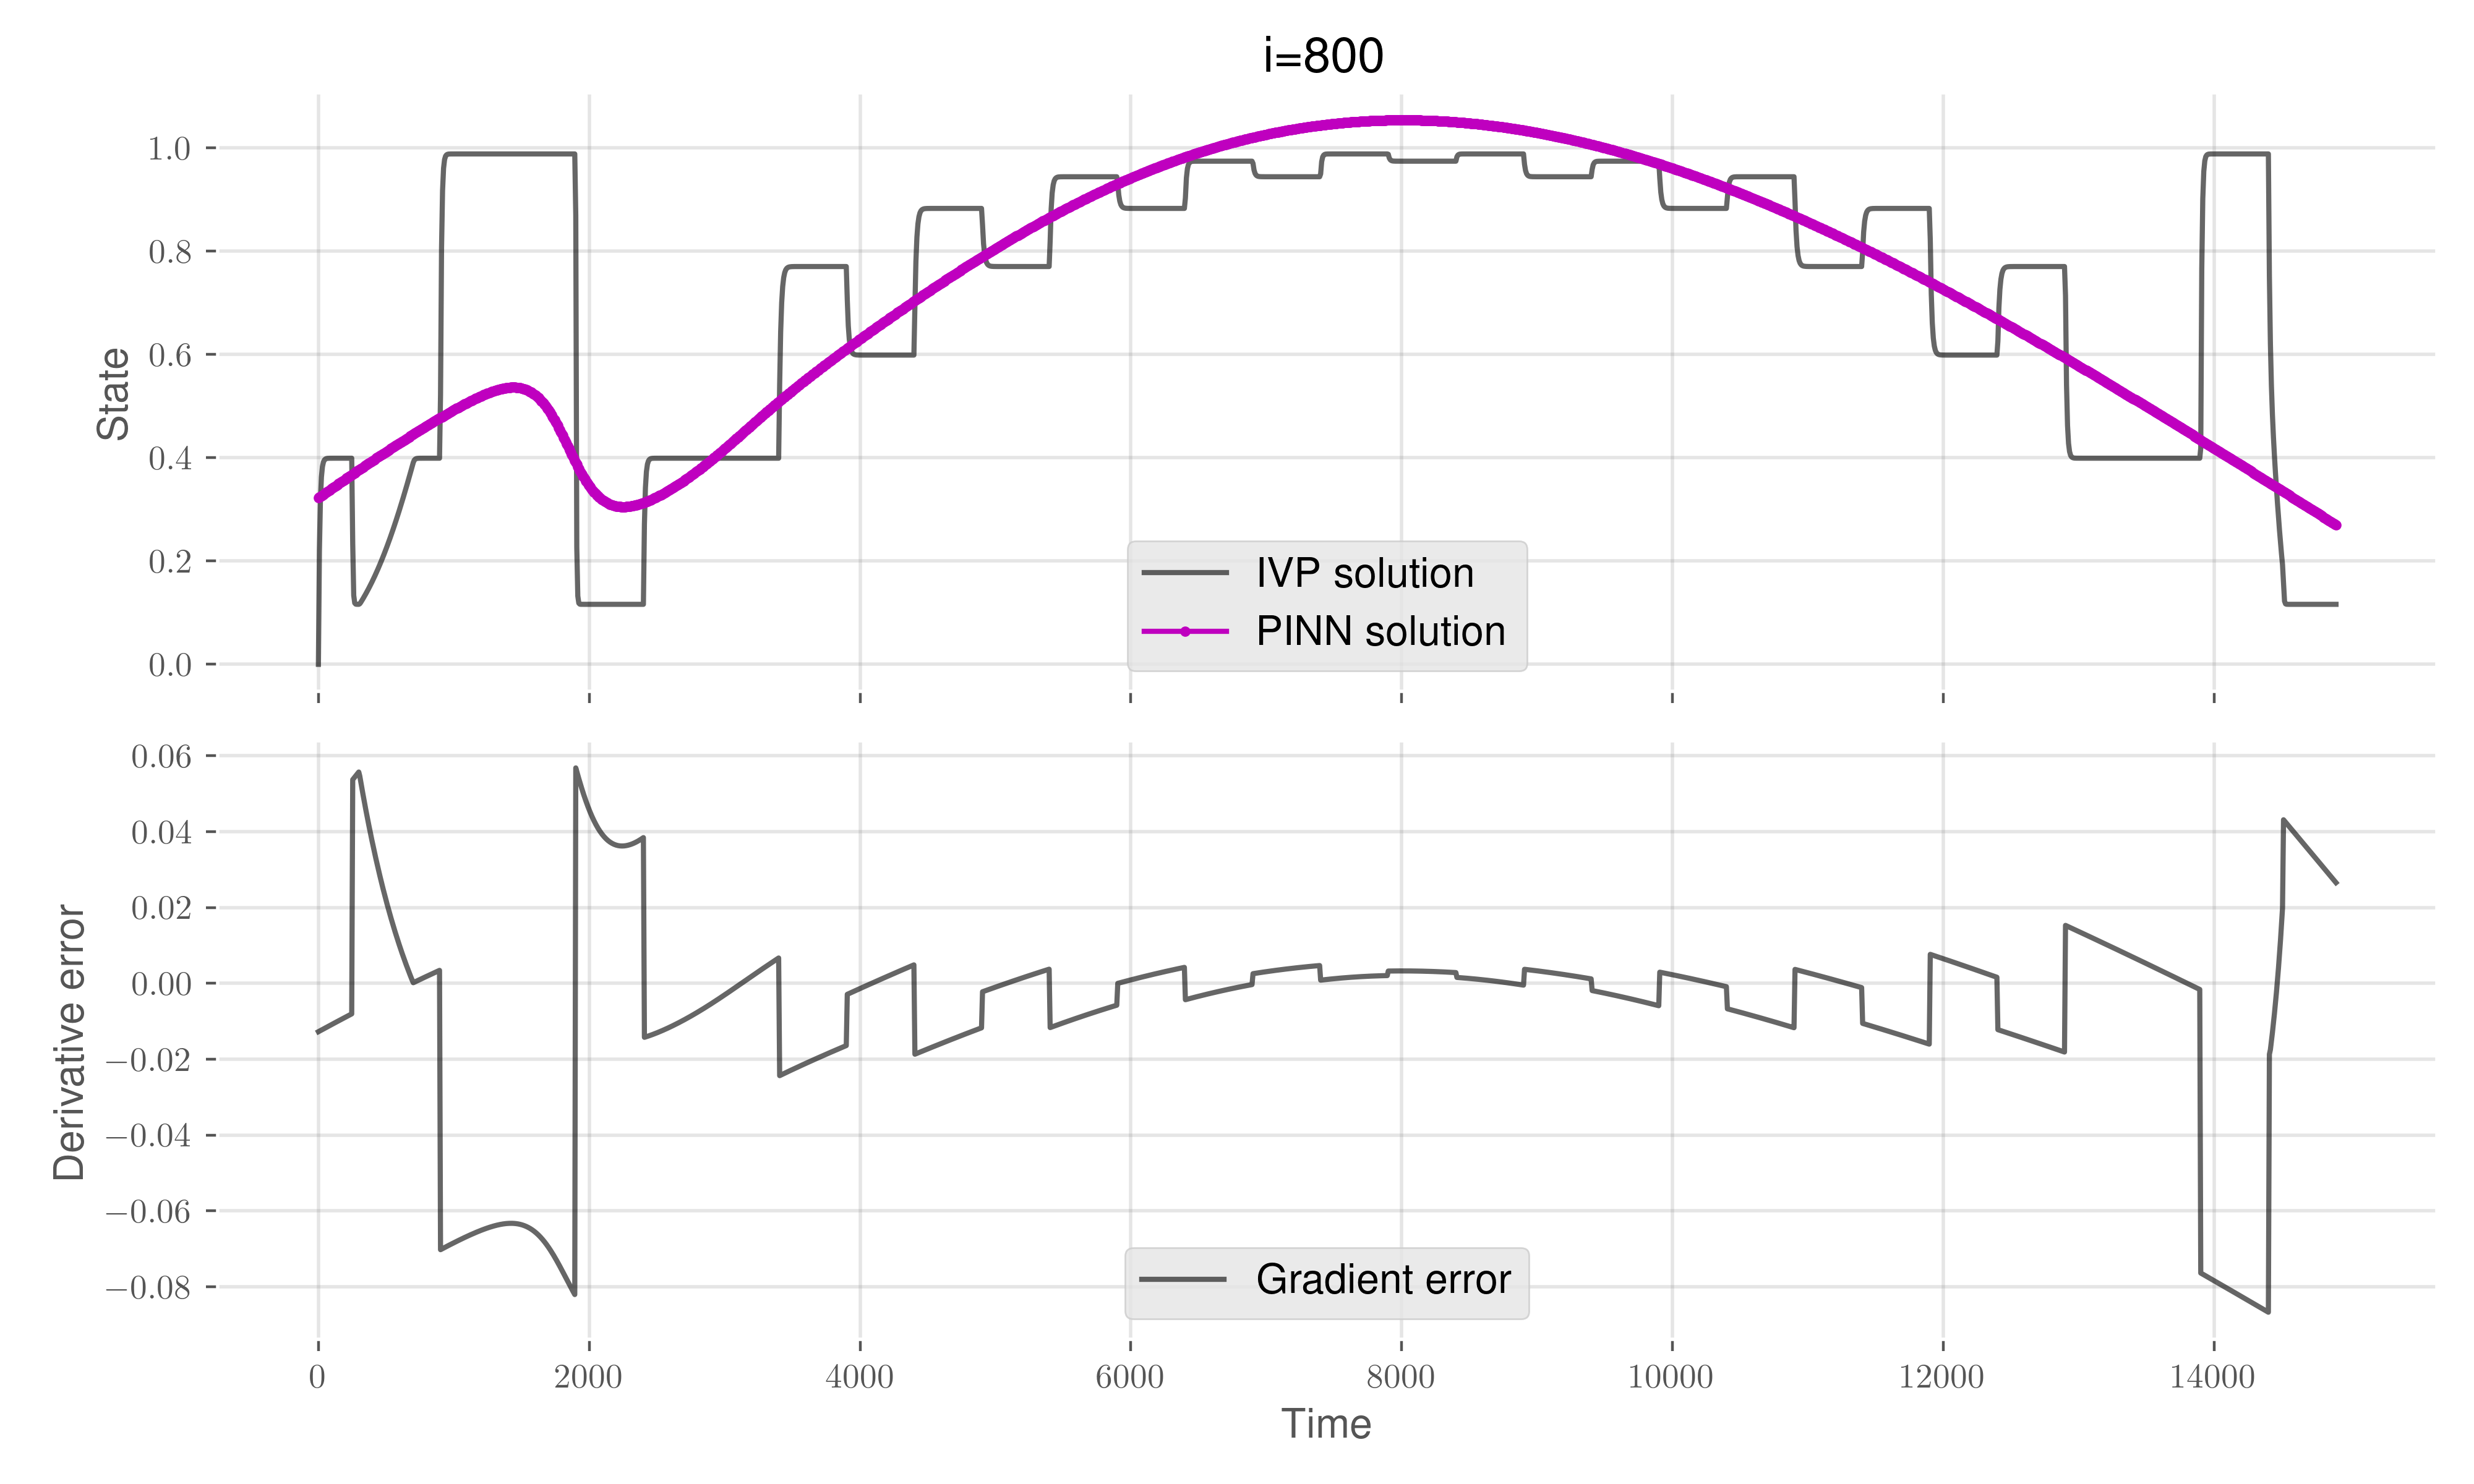 i=800
State
1.0
0.8
0.6
0.4
0.2
0.0
IVP solution
PINN solution
Derivative error
0.06
0.04
0.02
0.00
−0.02
−0.04
−0.06
−0.08
Gradient error
0 2000 4000 6000 8000 10000 12000 14000
Time